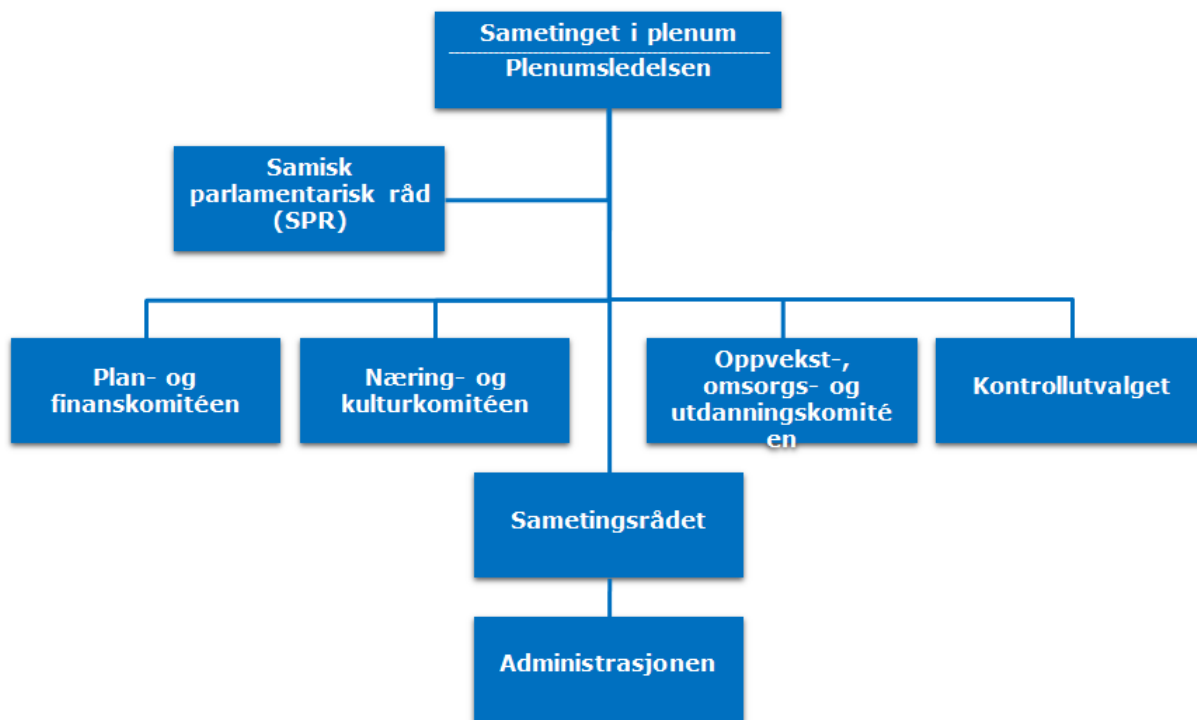 Sametinget i plenum
Plenumsledelsen
Samisk
parlamentarisk råd
(SPR)
Plan- og
finanskomitéen
Næring- og
kulturkomitéen
Oppvekst-,
omsorgs- og
utdanningskomité
en
Kontrollutvalget
Sametingsrådet
Administrasjonen